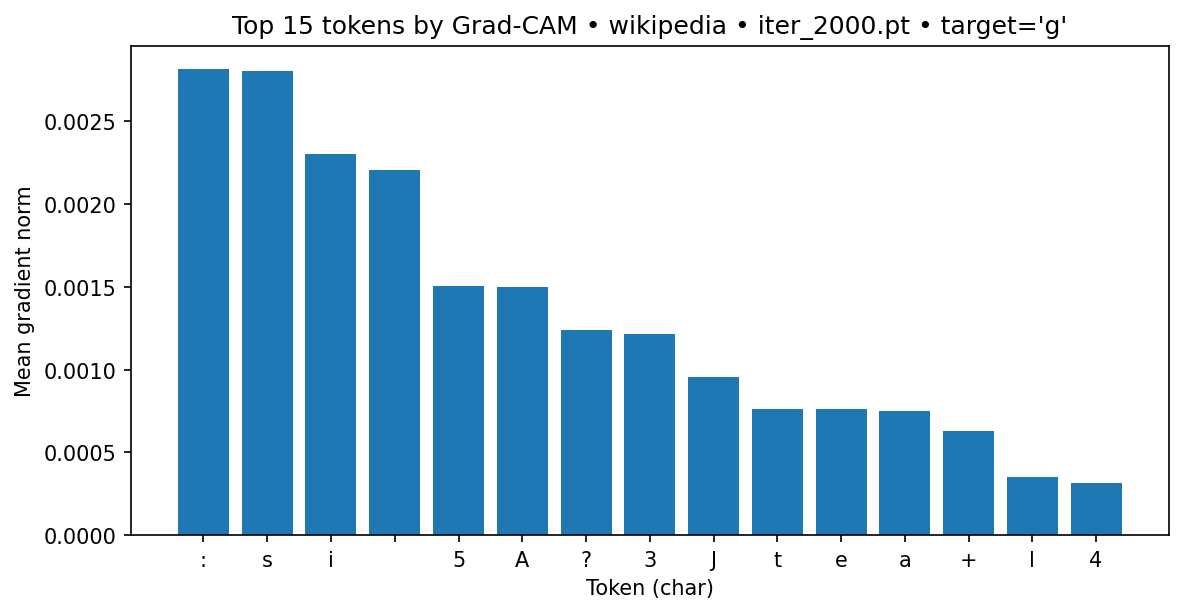 Top 15 tokens by Grad-CAM • wikipedia • iter_2000.pt • target='g'
Mean gradient norm
0.0025
0.0020
0.0015
0.0010
0.0005
0.0000
: s i 5 A ? 3 J t e a + l 4
Token (char)